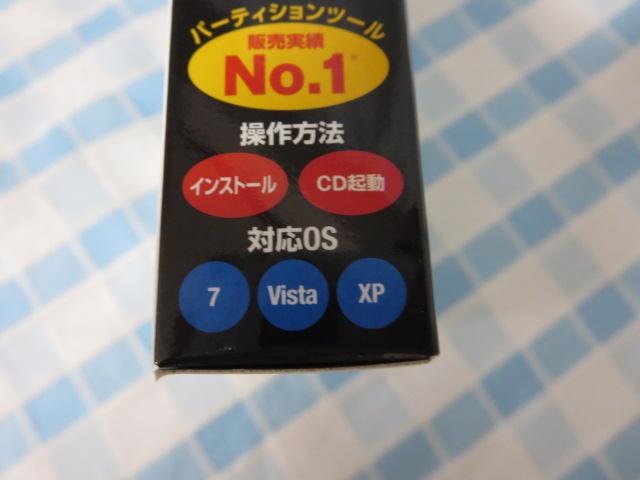 パーティションツール
販売実績
No.1
操作方法
インストール CD起動
対応OS
7 Vista XP